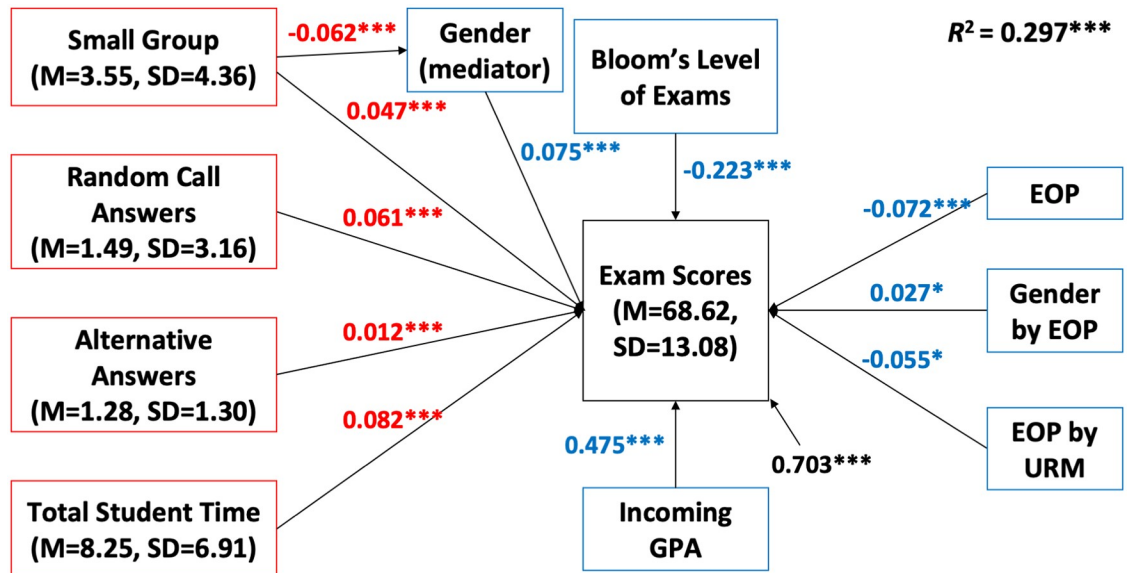 Small Group
(M=3.55, SD=4.36)
-0.062***
Gender
(mediator)
Bloom's Level
of Exams
R² = 0.297***
0.047***
0.075***
-0.223***
Random Call
Answers
(M=1.49, SD=3.16)
0.061***
Exam Scores
(M=68.62,
SD=13.08)
-0.072***
EOP
0.027*
Gender
by EOP
Alternative
Answers
(M=1.28, SD=1.30)
0.012***
-0.055*
EOP by
URM
0.082***
0.475***
0.703***
Total Student Time
(M=8.25, SD=6.91)
Incoming
GPA